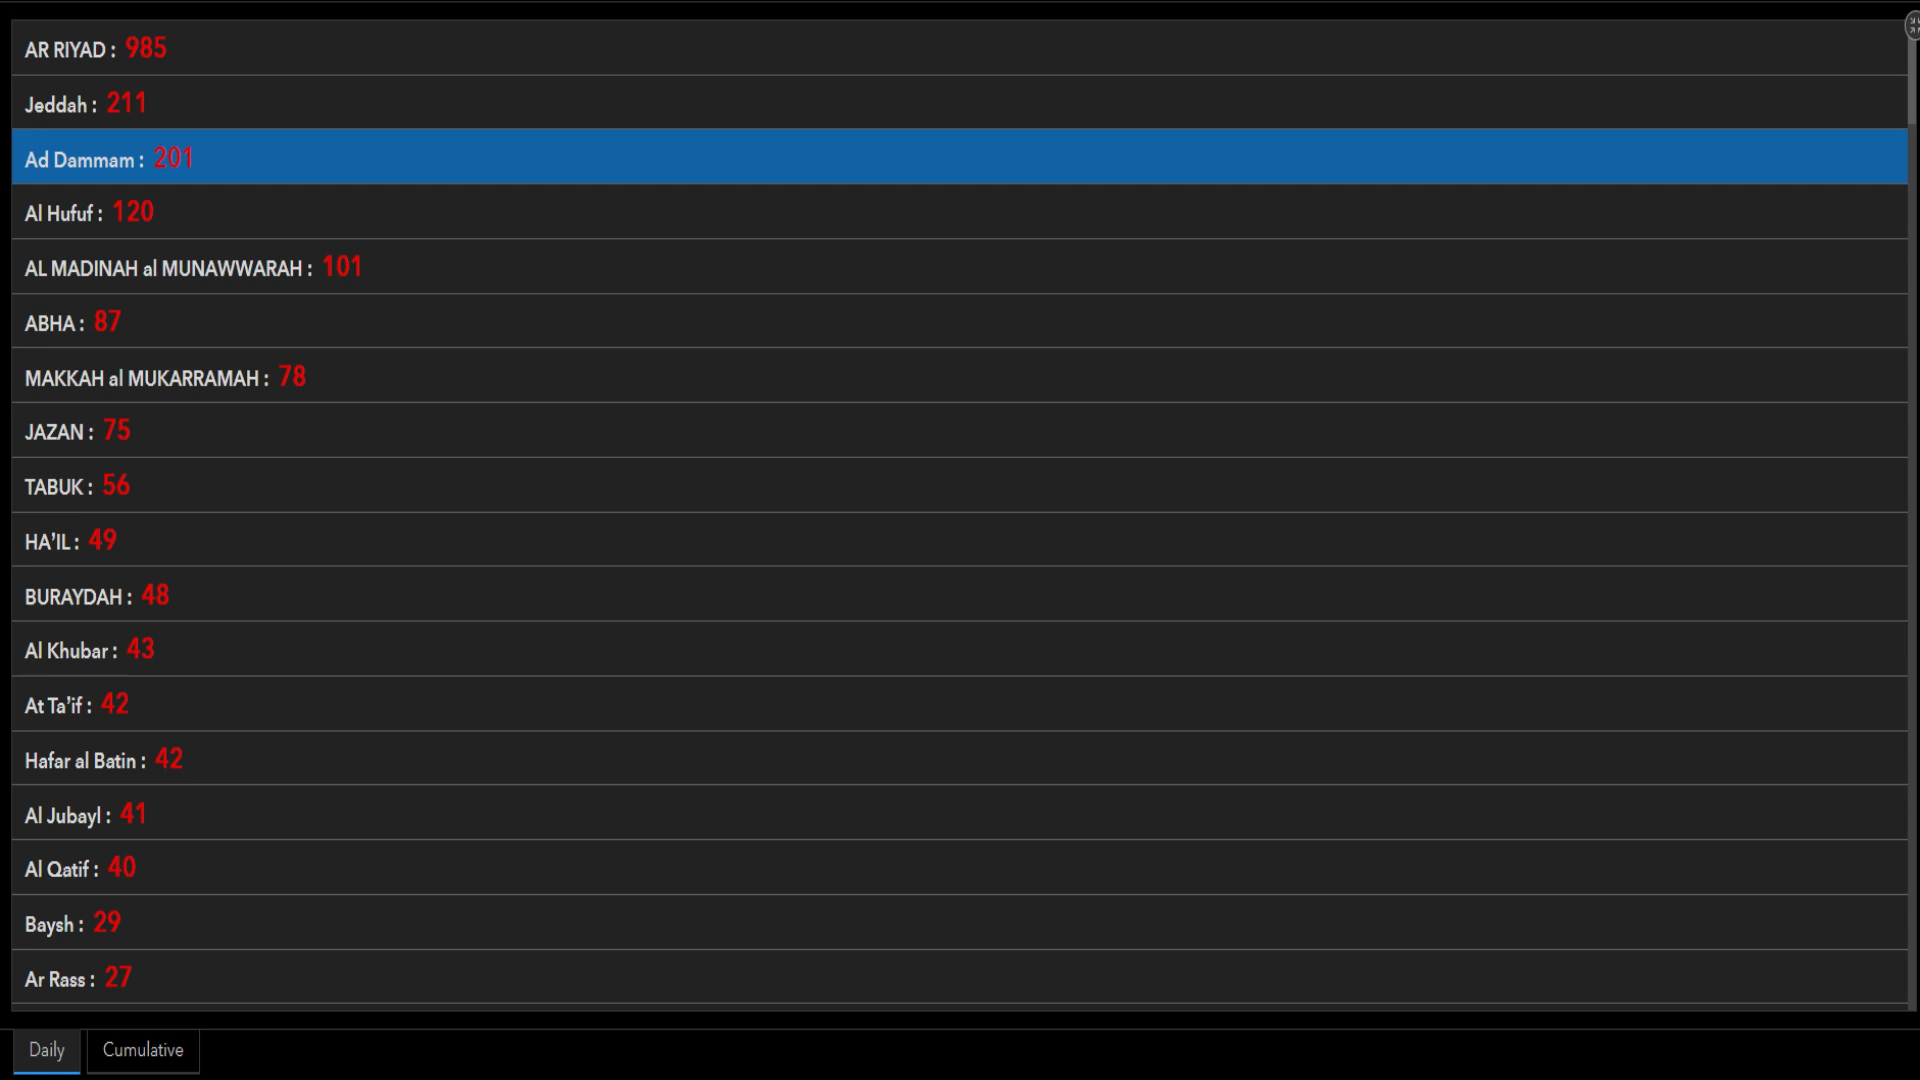 AR RIYAD : 985
Jeddah : 211
Ad Dammam : 201
Al Hufuf : 120
AL MADINAH al MUNAWWARAH : 101
ABHA : 87
MAKKAH al MUKARRAMAH : 78
JAZAN : 75
TABUK : 56
HA’IL : 49
BURAYDAH : 48
Al Khubar : 43
At Ta’if : 42
Hafar al Batin : 42
Al Jubayl : 41
Al Qatif : 40
Baysh : 29
Ar Rass : 27
Daily Cumulative